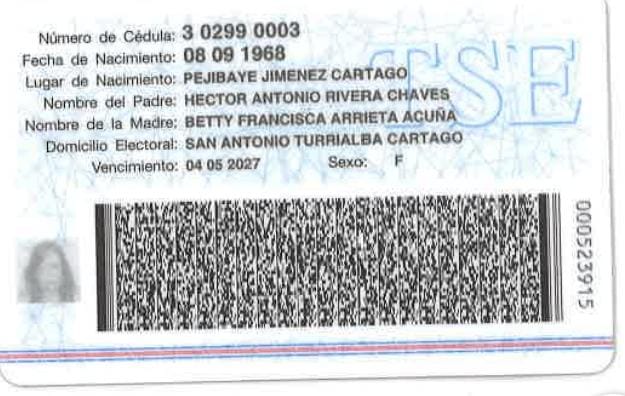 TSE
Número de Cédula: 3 0299 0003
Fecha de Nacimiento: 08 09 1968
Lugar de Nacimiento: PEJIBAYE JIMENEZ CARTAGO
Nombre del Padre: HECTOR ANTONIO RIVERA CHAVES
Nombre de la Madre: BETTY FRANCISCA ARRIETA ACUÑA
Domicilio Electoral: SAN ANTONIO TURRIALBA CARTAGO
Vencimiento: 04 05 2027 Sexo: F
000523915